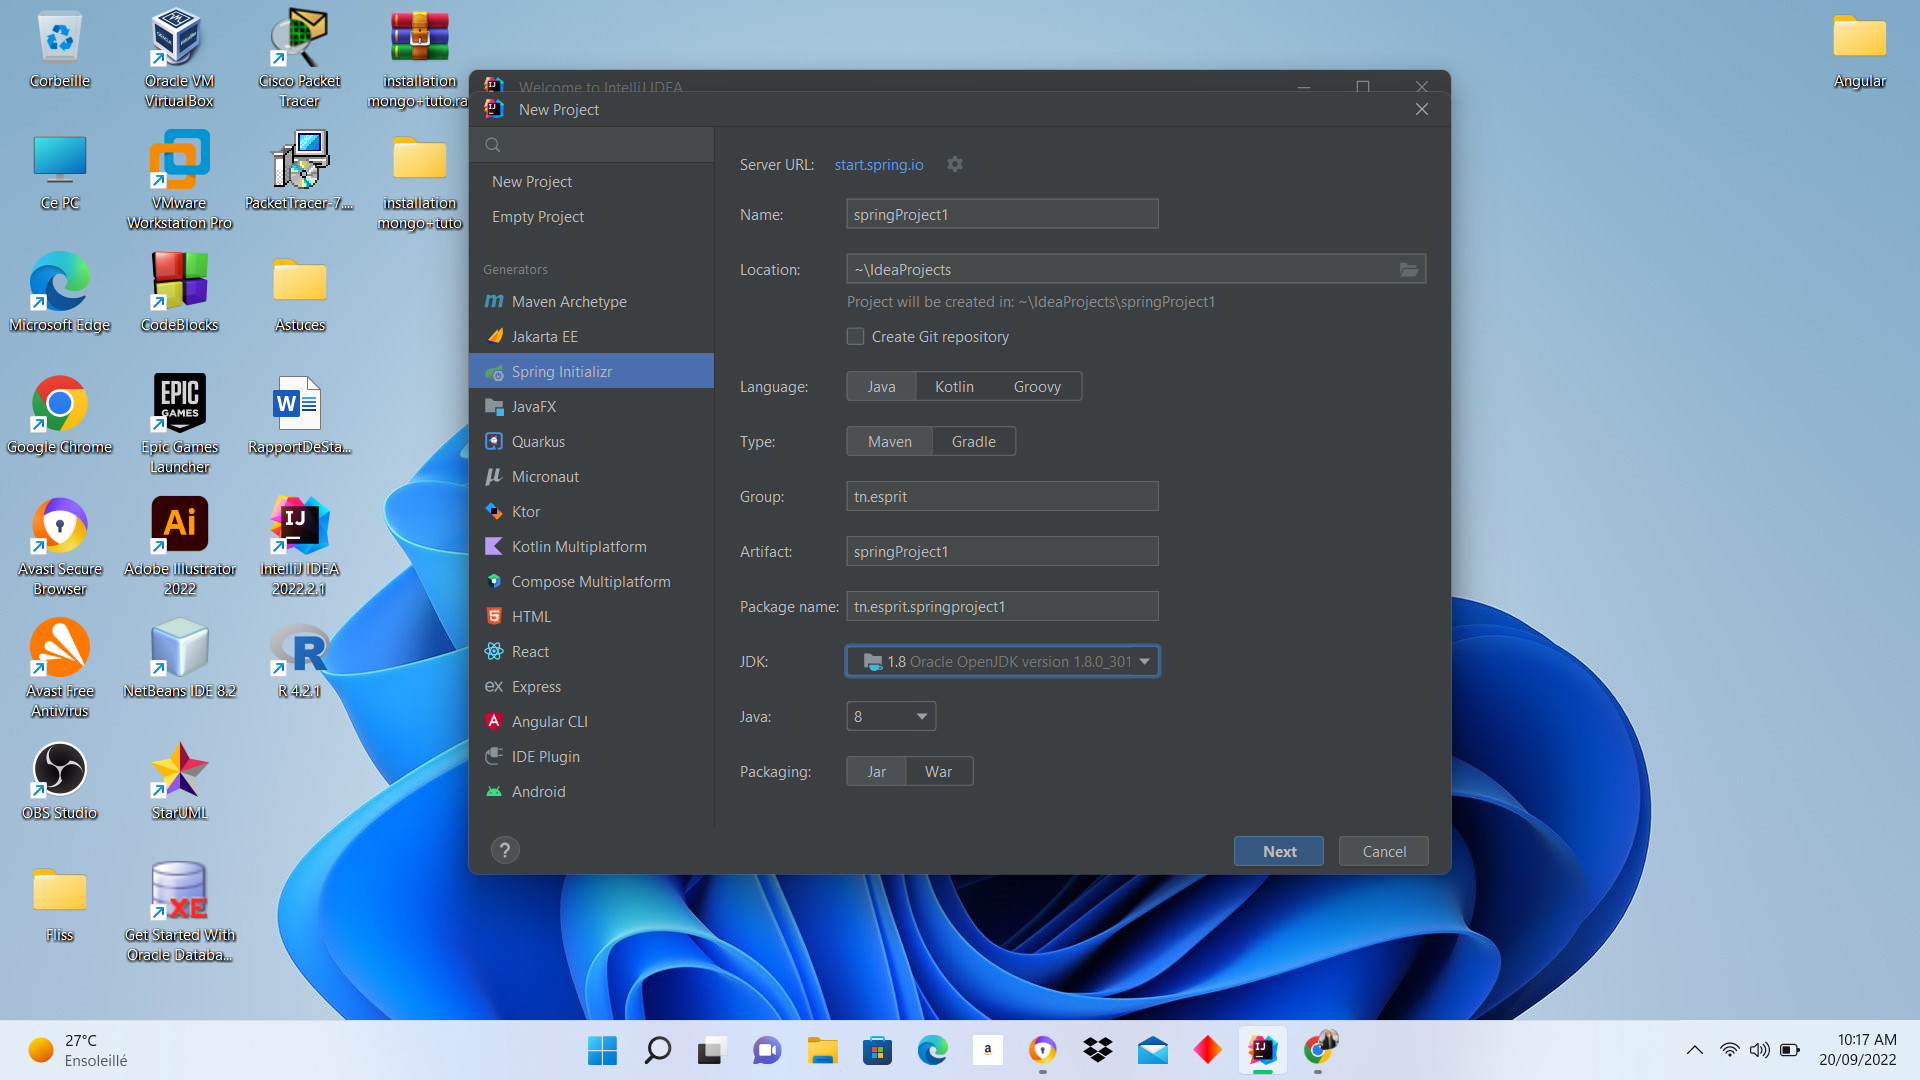 Corbeille
Oracle VM
VirtualBox
Cisco Packet
Tracer
installation
mongo+tuto.ra
Angular
Ce PC
VMware
Workstation Pro
PacketTracer-7....
installation
mongo+tuto
Microsoft Edge
CodeBlocks
Astuces
Google Chrome
EPIC
GAMES
Epic Games
Launcher
W
RapportDeSta...
Avast Secure
Browser
Ai
Adobe Illustrator
2022
IJ
IntelliJ IDEA
2022.2.1
Avast Free
Antivirus
NetBeans IDE 8.2
R
R 4.2.1
OBS Studio
StarUML
Fliss
XE
Get Started With
Oracle Databa...
Welcome to IntelliJ IDEA
New Project
New Project
Empty Project
Generators
Maven Archetype
Jakarta EE
Spring Initializr
JavaFX
Quarkus
Micronaut
Ktor
Kotlin Multiplatform
Compose Multiplatform
HTML
React
ex Express
Angular CLI
IDE Plugin
Android
Server URL: start.spring.io
Name: springProject1
Location: ~\IdeaProjects
Project will be created in: ~\IdeaProjects\springProject1
Create Git repository
Language: Java Kotlin Groovy
Type: Maven Gradle
Group: tn.esprit
Artifact: springProject1
Package name: tn.esprit.springproject1
JDK: 1.8 Oracle OpenJDK version 1.8.0_301
Java: 8
Packaging: Jar War
? Next Cancel
27°C
Ensoleillé
10:17 AM
20/09/2022